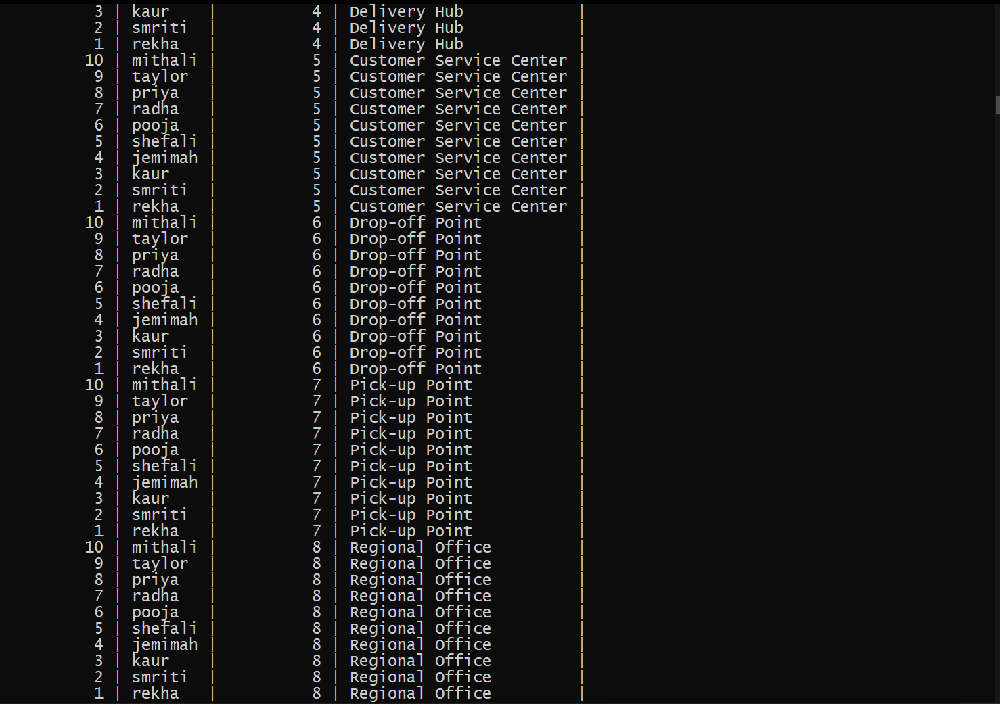 3 | kaur | 4 | Delivery Hub |
2 | smriti | 4 | Delivery Hub |
1 | rekha | 4 | Delivery Hub |
10 | mithali | 5 | Customer Service Center |
9 | taylor | 5 | Customer Service Center |
8 | priya | 5 | Customer Service Center |
7 | radha | 5 | Customer Service Center |
6 | pooja | 5 | Customer Service Center |
5 | shefali | 5 | Customer Service Center |
4 | jemimah | 5 | Customer Service Center |
3 | kaur | 5 | Customer Service Center |
2 | smriti | 5 | Customer Service Center |
1 | rekha | 5 | Customer Service Center |
10 | mithali | 6 | Drop-off Point |
9 | taylor | 6 | Drop-off Point |
8 | priya | 6 | Drop-off Point |
7 | radha | 6 | Drop-off Point |
6 | pooja | 6 | Drop-off Point |
5 | shefali | 6 | Drop-off Point |
4 | jemimah | 6 | Drop-off Point |
3 | kaur | 6 | Drop-off Point |
2 | smriti | 6 | Drop-off Point |
1 | rekha | 6 | Drop-off Point |
10 | mithali | 7 | Pick-up Point |
9 | taylor | 7 | Pick-up Point |
8 | priya | 7 | Pick-up Point |
7 | radha | 7 | Pick-up Point |
6 | pooja | 7 | Pick-up Point |
5 | shefali | 7 | Pick-up Point |
4 | jemimah | 7 | Pick-up Point |
3 | kaur | 7 | Pick-up Point |
2 | smriti | 7 | Pick-up Point |
1 | rekha | 7 | Pick-up Point |
10 | mithali | 8 | Regional Office |
9 | taylor | 8 | Regional Office |
8 | priya | 8 | Regional Office |
7 | radha | 8 | Regional Office |
6 | pooja | 8 | Regional Office |
5 | shefali | 8 | Regional Office |
4 | jemimah | 8 | Regional Office |
3 | kaur | 8 | Regional Office |
2 | smriti | 8 | Regional Office |
1 | rekha | 8 | Regional Office |